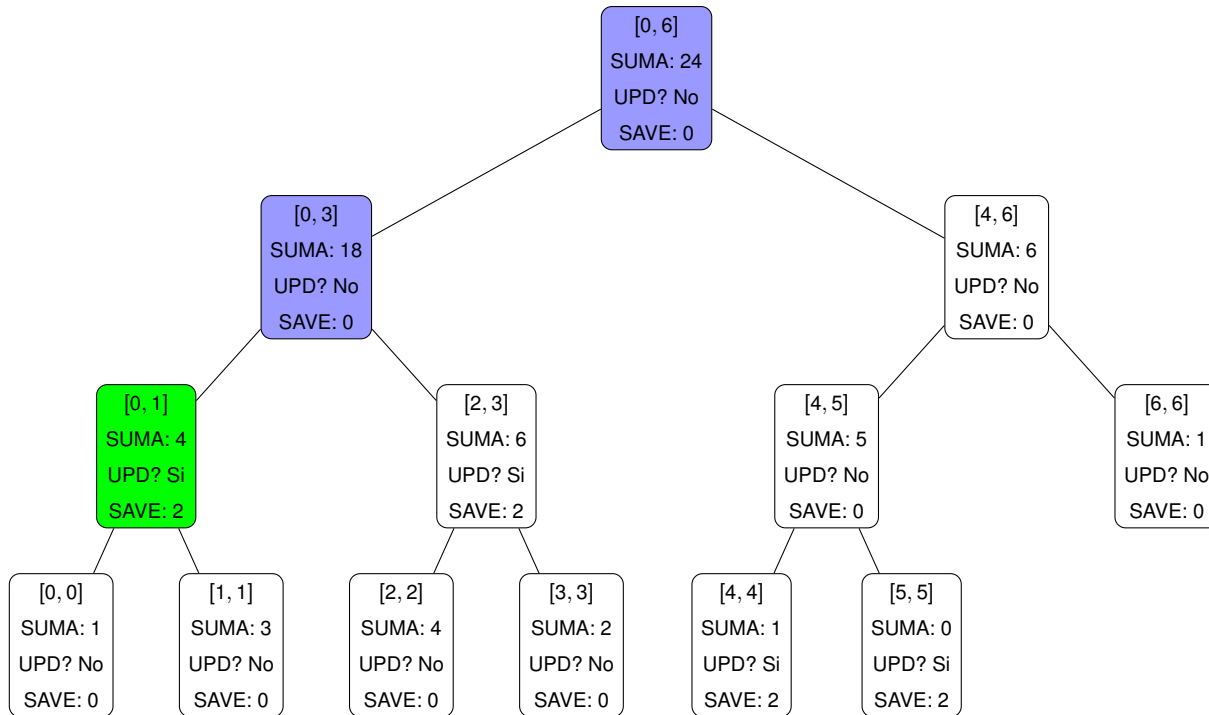 [0, 6]
SUMA: 24
UPD? No
SAVE: 0
[0, 3]
SUMA: 18
UPD? No
SAVE: 0
[4, 6]
SUMA: 6
UPD? No
SAVE: 0
[0, 1]
SUMA: 4
UPD? Si
SAVE: 2
[2, 3]
SUMA: 6
UPD? Si
SAVE: 2
[4, 5]
SUMA: 5
UPD? No
SAVE: 0
[6, 6]
SUMA: 1
UPD? No
SAVE: 0
[0, 0]
SUMA: 1
UPD? No
SAVE: 0
[1, 1]
SUMA: 3
UPD? No
SAVE: 0
[2, 2]
SUMA: 4
UPD? No
SAVE: 0
[3, 3]
SUMA: 2
UPD? No
SAVE: 0
[4, 4]
SUMA: 1
UPD? Si
SAVE: 2
[5, 5]
SUMA: 0
UPD? Si
SAVE: 2